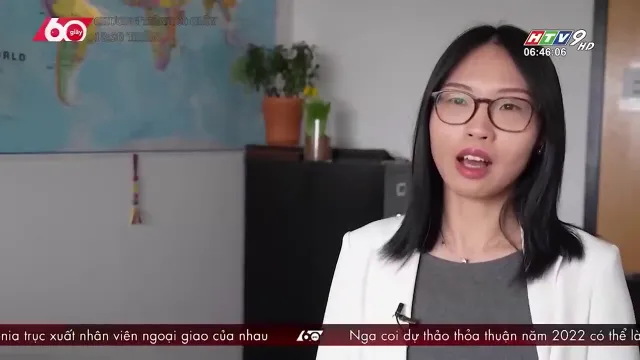 60 giây
HTV9 HD
06:46:06
WORLD
nia trục xuất nhân viên ngoại giao của nhau 60 Nga coi dự thảo thỏa thuận năm 2022 có thể là